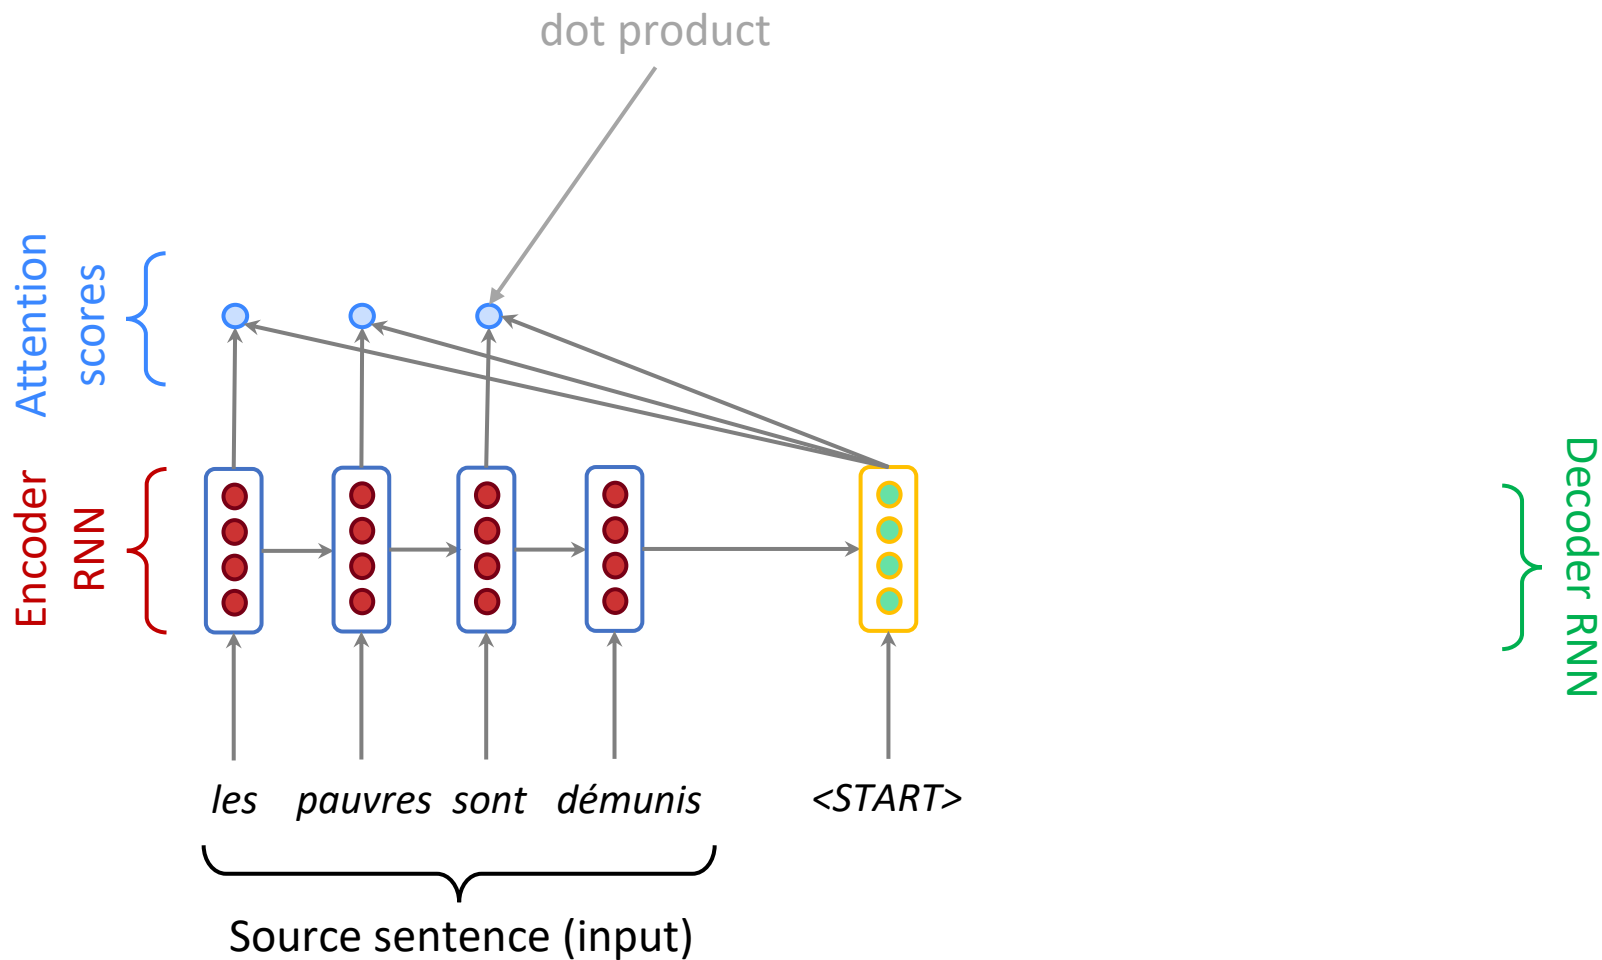 dot product
Attention
scores
Encoder
RNN
Decoder RNN
les pauvres sont démunis <START>
Source sentence (input)